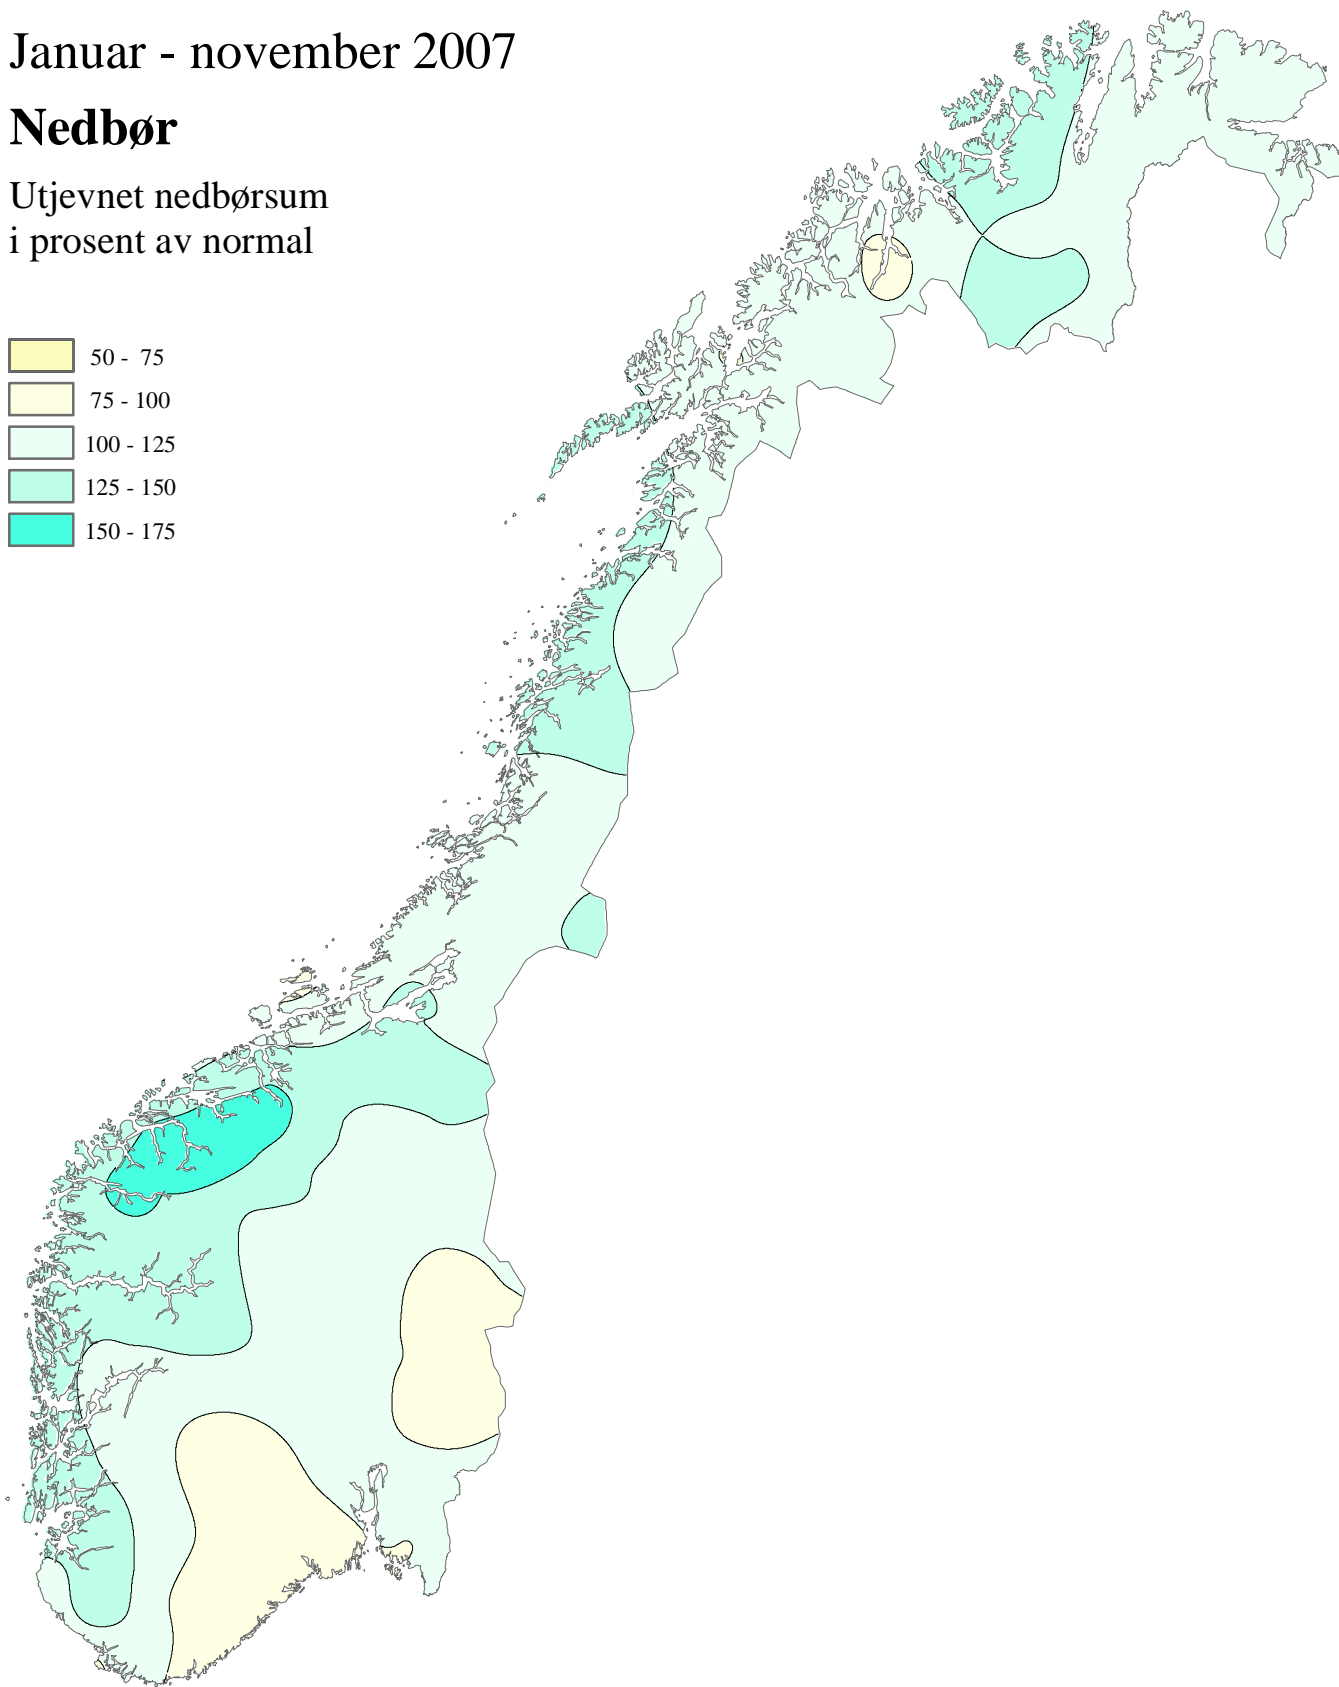 Januar - november 2007
Nedbør
Utjevnet nedbørsum
i prosent av normal
50 - 75
75 - 100
100 - 125
125 - 150
150 - 175